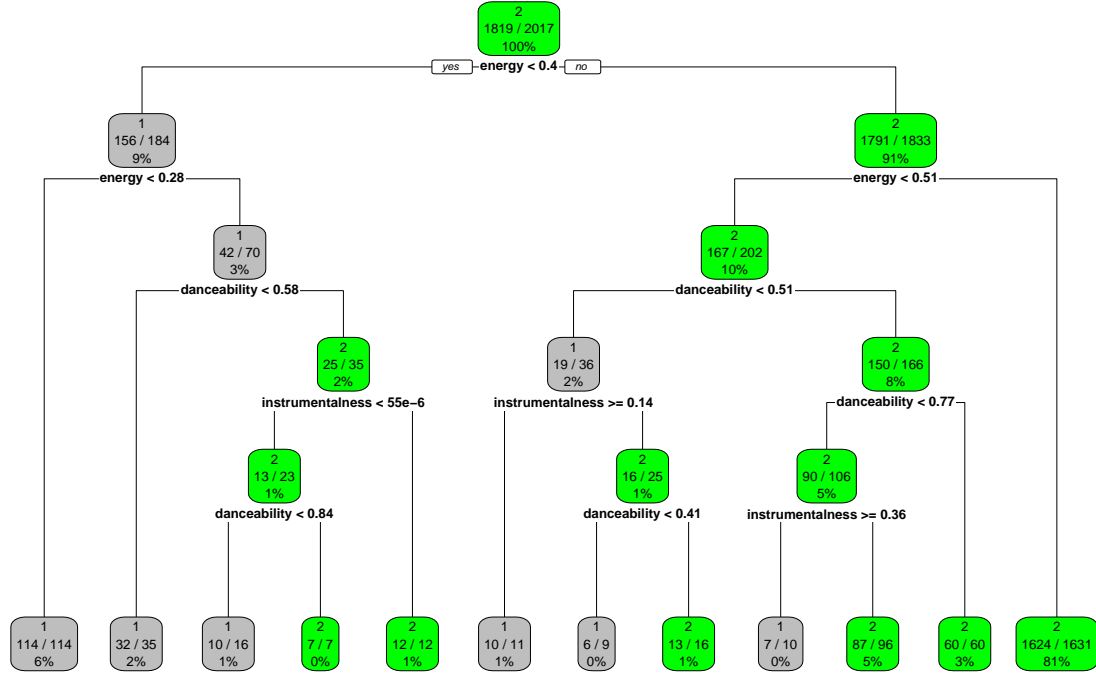 2
1819 / 2017
100%
yes energy < 0.4 no
1
156 / 184
9%
energy < 0.28
2
1791 / 1833
91%
energy < 0.51
1
42 / 70
3%
danceability < 0.58
2
167 / 202
10%
danceability < 0.51
2
25 / 35
2%
instrumentalness < 55e−6
1
19 / 36
2%
instrumentalness >= 0.14
2
150 / 166
8%
danceability < 0.77
2
13 / 23
1%
danceability < 0.84
2
16 / 25
1%
danceability < 0.41
2
90 / 106
5%
instrumentalness >= 0.36
1
114 / 114
6%
1
32 / 35
2%
1
10 / 16
1%
2
7 / 7
0%
2
12 / 12
1%
1
10 / 11
1%
1
6 / 9
0%
2
13 / 16
1%
1
7 / 10
0%
2
87 / 96
5%
2
60 / 60
3%
2
1624 / 1631
81%